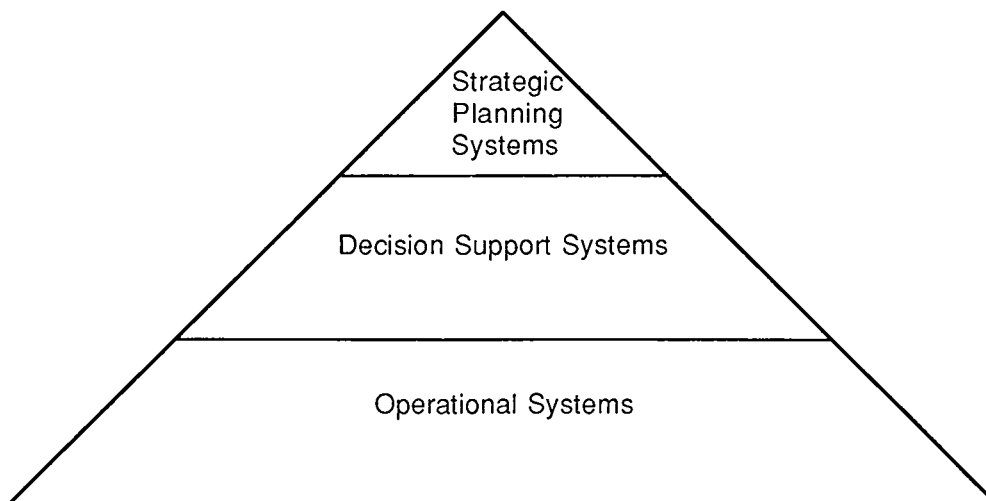 Strategic
Planning
Systems
Decision Support Systems
Operational Systems